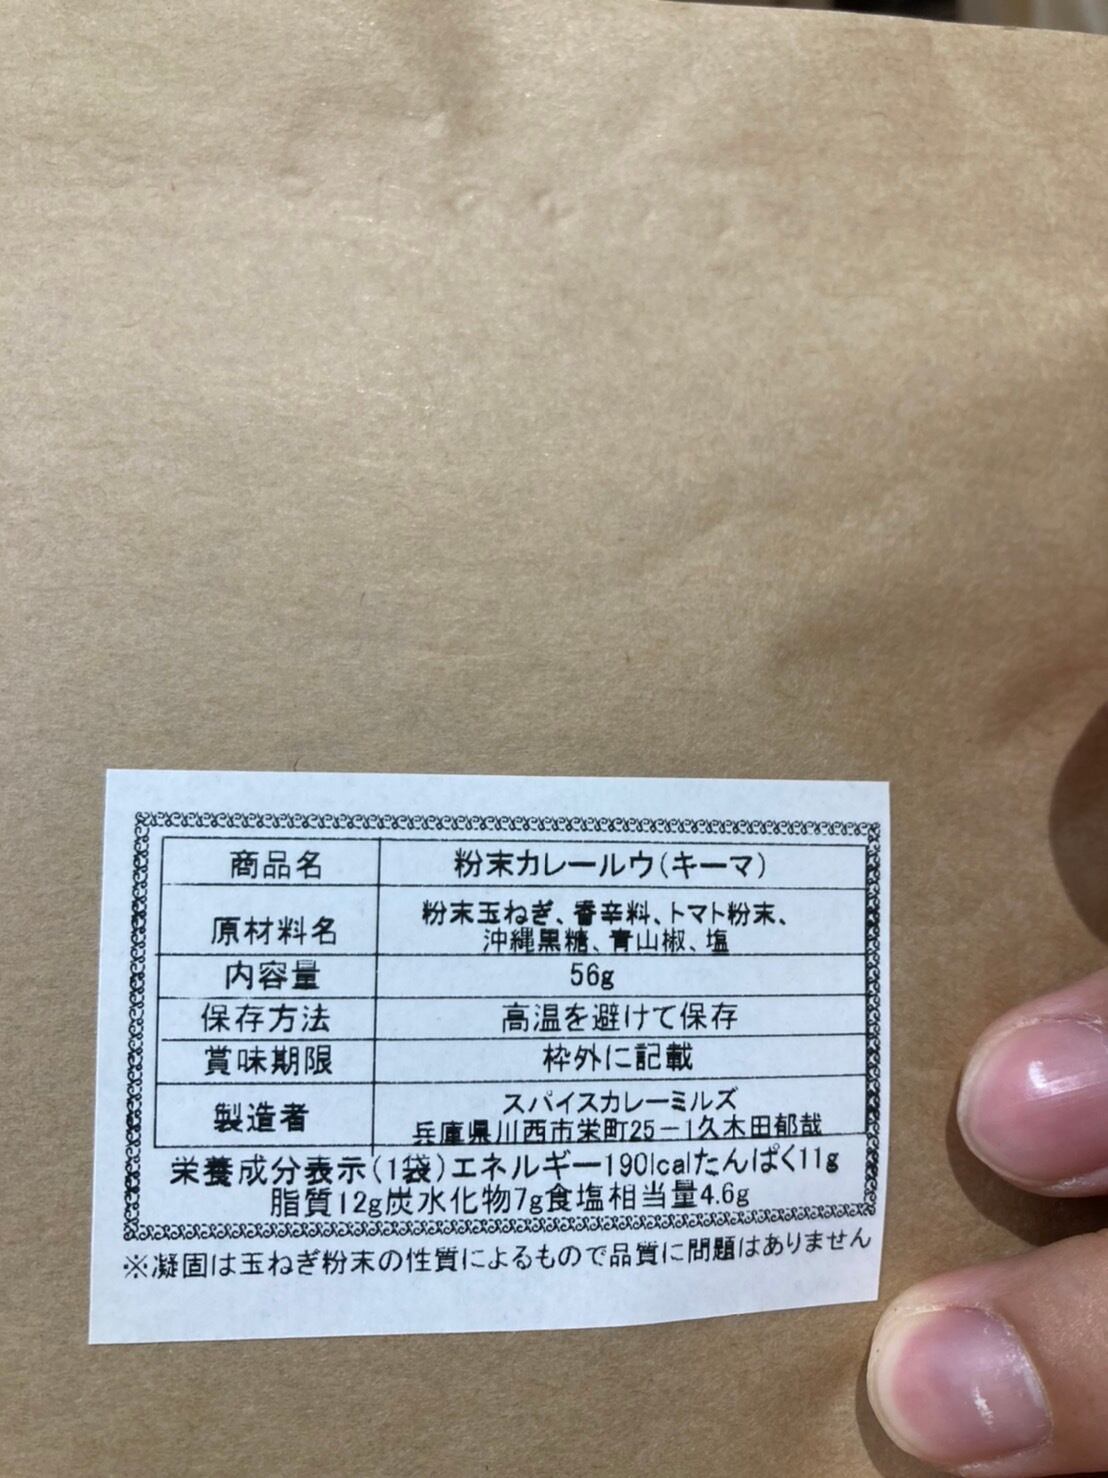 商品名 粉末カレールウ(キーマ)
原材料名 粉末玉ねぎ、香辛料、トマト粉末、
沖縄黒糖、青山椒、塩
内容量 56g
保存方法 高温を避けて保存
賞味期限 枠外に記載
製造者 スパイスカレーミルズ
兵庫県川西市栄町25-1久木田郁哉
栄養成分表示(1袋)エネルギー190kcalたんぱく11g
脂質12g炭水化物7g食塩相当量4.6g
※凝固は玉ねぎ粉末の性質によるもので品質に問題はありません